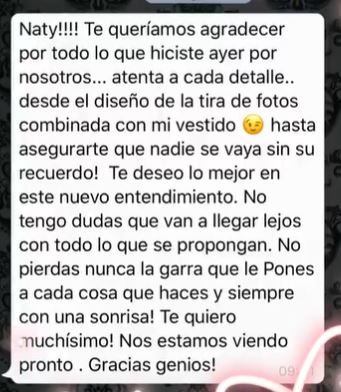 Naty!!!! Te queríamos agradecer
por todo lo que hiciste ayer por
nosotros... atenta a cada detalle..
desde el diseño de la tira de fotos
combinada con mi vestido 😉 hasta
asegurarte que nadie se vaya sin su
recuerdo!  Te deseo lo mejor en
este nuevo entendimiento. No
tengo dudas que van a llegar lejos
con todo lo que se propongan. No
pierdas nunca la garra que le Pones
a cada cosa que haces y siempre
con una sonrisa! Te quiero
muchísimo! Nos estamos viendo
pronto . Gracias genios!